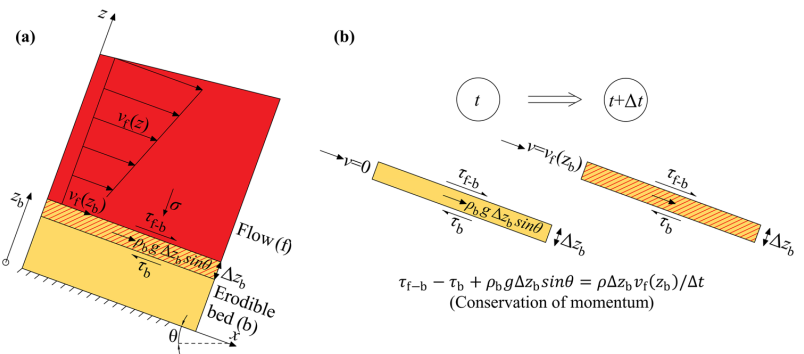 (a)
z
v_f(z)
z_b
v_f(z_b)
σ
τ_f-b
ρ_b g Δz_b sinθ
τ_b
Flow (f)
Δz_b
Erodible
bed (b)
θ
x
(b)
t
t+Δt
v=0
τ_f-b
ρ_b g Δz_b sinθ
τ_b
Δz_b
v=v_f(z_b)
τ_f-b
τ_b
Δz_b
τ_f−b − τ_b + ρ_b gΔz_b sinθ = ρΔz_b v_f(z_b)/Δt
(Conservation of momentum)